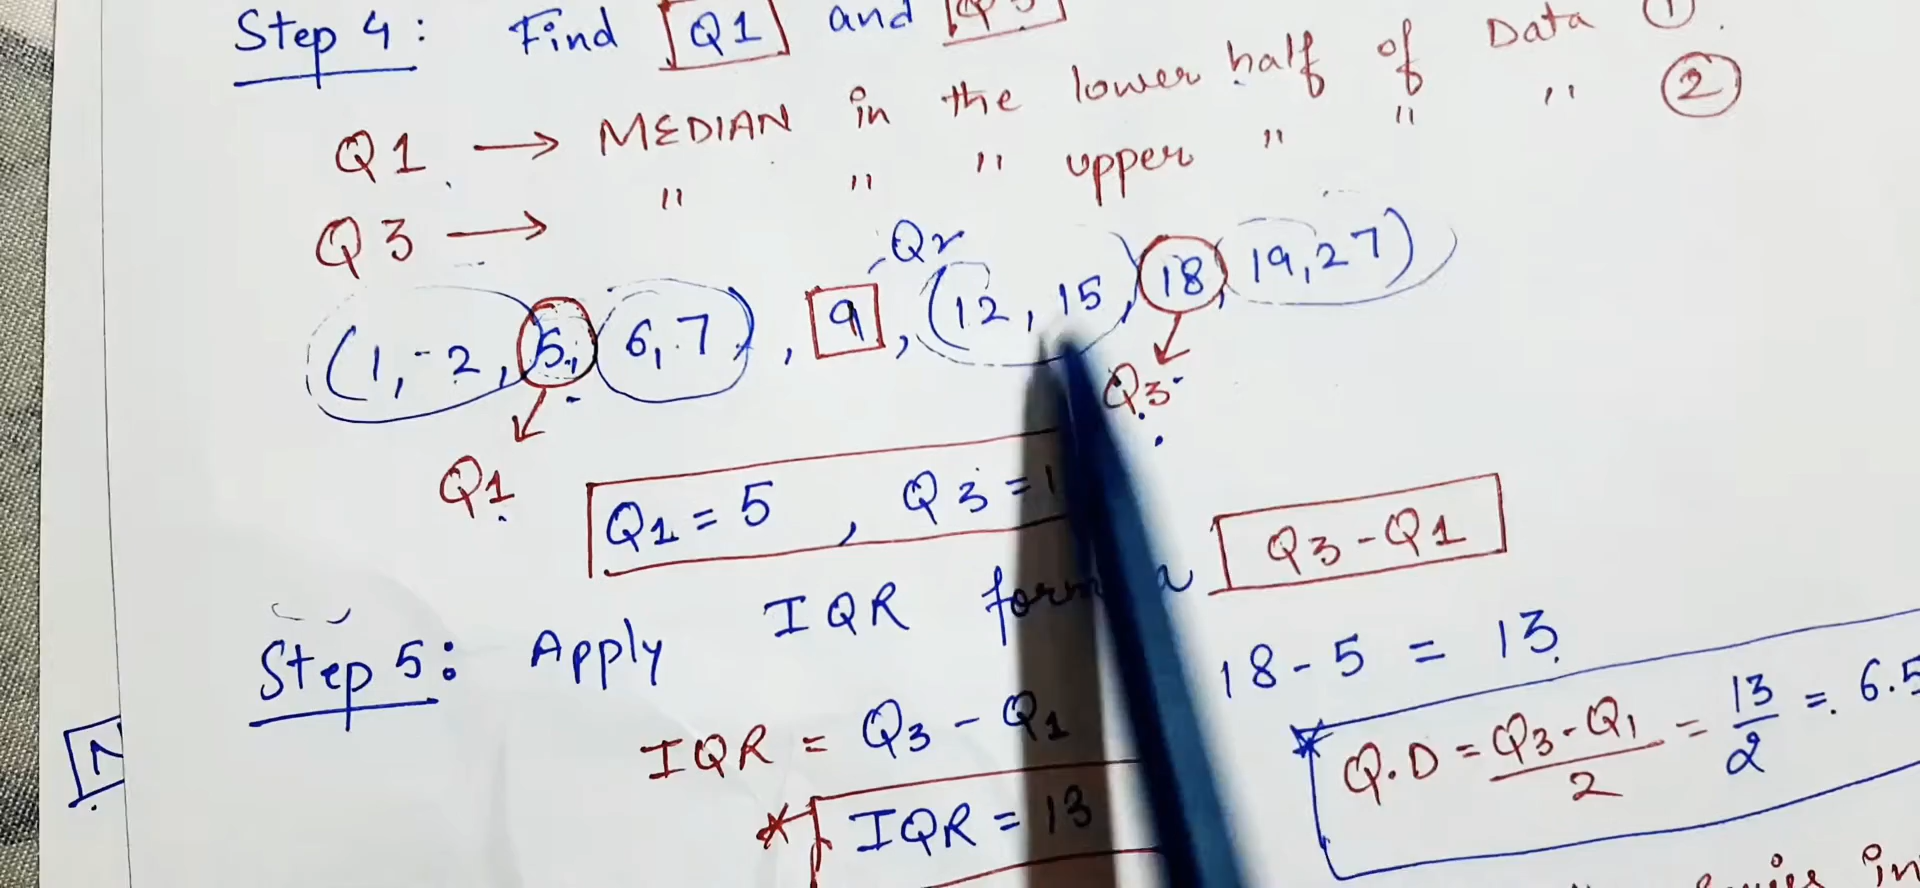 Step 4: Find Q1 and Q3
Q1 → MEDIAN in the lower half of Data ①.
Q3 → " " " upper " " " ②
Q2
(1, 2, 5, 6, 7), 9, (12, 15, 18, 19, 27)
Q1
Q3
Q1 = 5 , Q3 = 1
IQR Q3 - Q1
Step 5: Apply
18 - 5 = 13
IQR = Q3 - Q1
Q.D = Q3 - Q1 / 2 = 13 / 2 = 6.5
IQR = 13